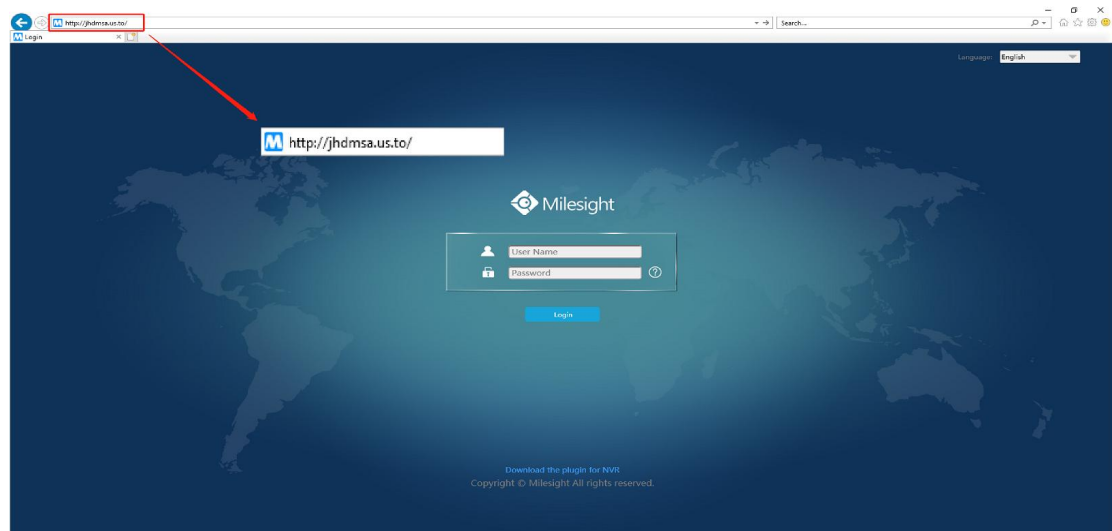 http://jhdmsa.us.to/
Search...
Login
Language: English
http://jhdmsa.us.to/
Milesight
User Name
Password
Login
Download the plugin for NVR
Copyright © Milesight All rights reserved.